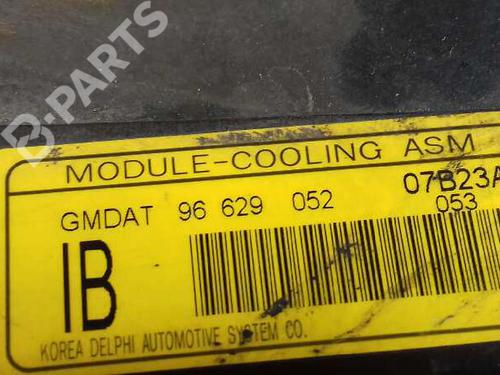 B-PARTS
MODULE-COOLING ASM
GMDAT 96 629 052 07B23A
053
IB
KOREA DELPHI AUTOMOTIVE SYSTEM CO.